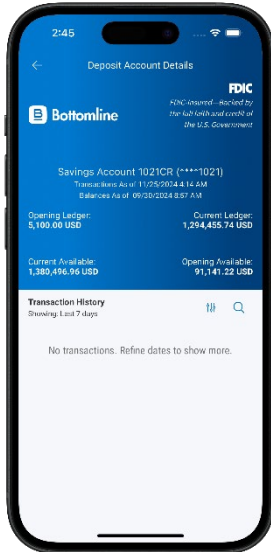 2:45
Deposit Account Details
FDIC
FDIC-Insured—Backed by
the full faith and credit of
the U.S. Government
B Bottomline
Savings Account 1021CR (****1021)
Transactions As of 11/25/2024 4:14 AM
Balances As of 09/30/2024 8:57 AM
Opening Ledger:
5,100.00 USD
Current Ledger:
1,294,455.74 USD
Current Available:
1,380,496.96 USD
Opening Available:
91,141.22 USD
Transaction History
Showing: Last 7 days
No transactions. Refine dates to show more.